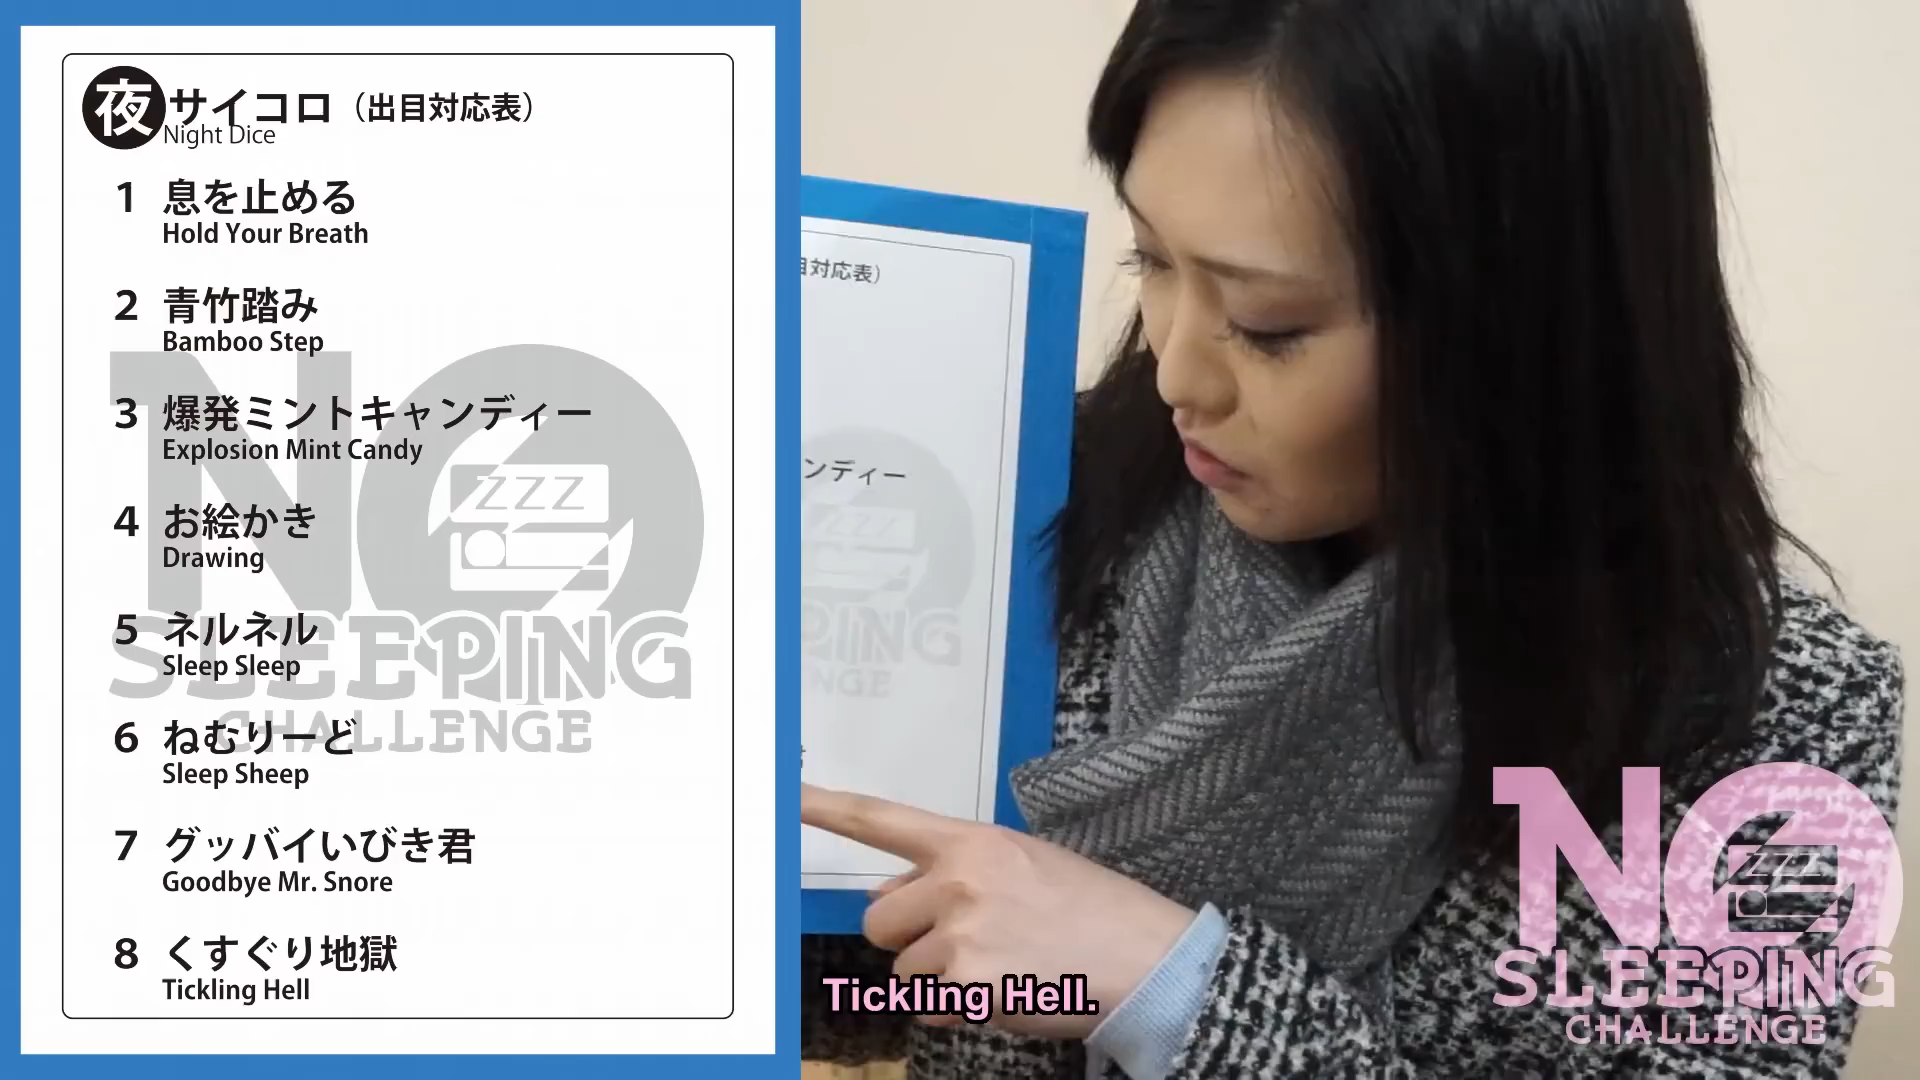 夜サイコロ（出目対応表）
Night Dice
1 息を止める
Hold Your Breath
2 青竹踏み
Bamboo Step
3 爆発ミントキャンディー
Explosion Mint Candy
4 お絵かき
Drawing
5 ネルネル
Sleep Sleep
6 ねむりーど
Sleep Sheep
7 グッバイいびき君
Goodbye Mr. Snore
8 くすぐり地獄
Tickling Hell
NO
ZZZ
SLEEPING
CHALLENGE
目対応表）
ンディー
ZZZ
PING
NGE
Tickling Hell.
NO
ZZZ
SLEEPING
CHALLENGE